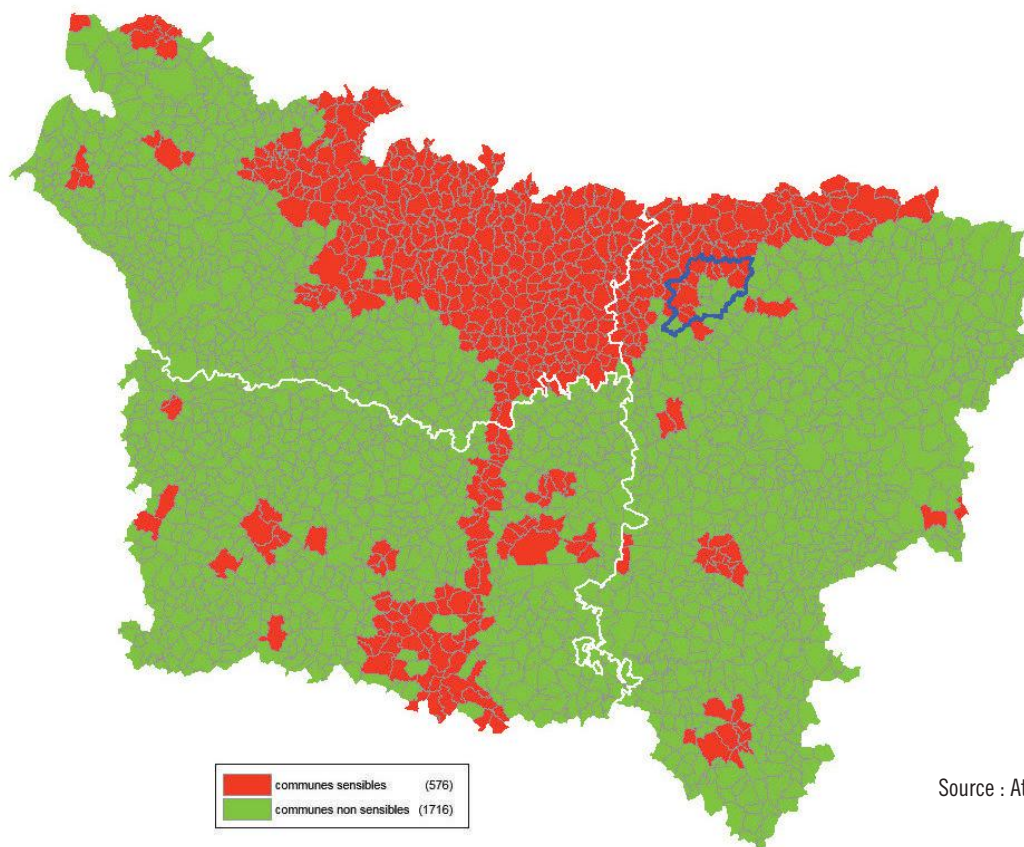 communes sensibles (576)
communes non sensibles (1716)
Source : At